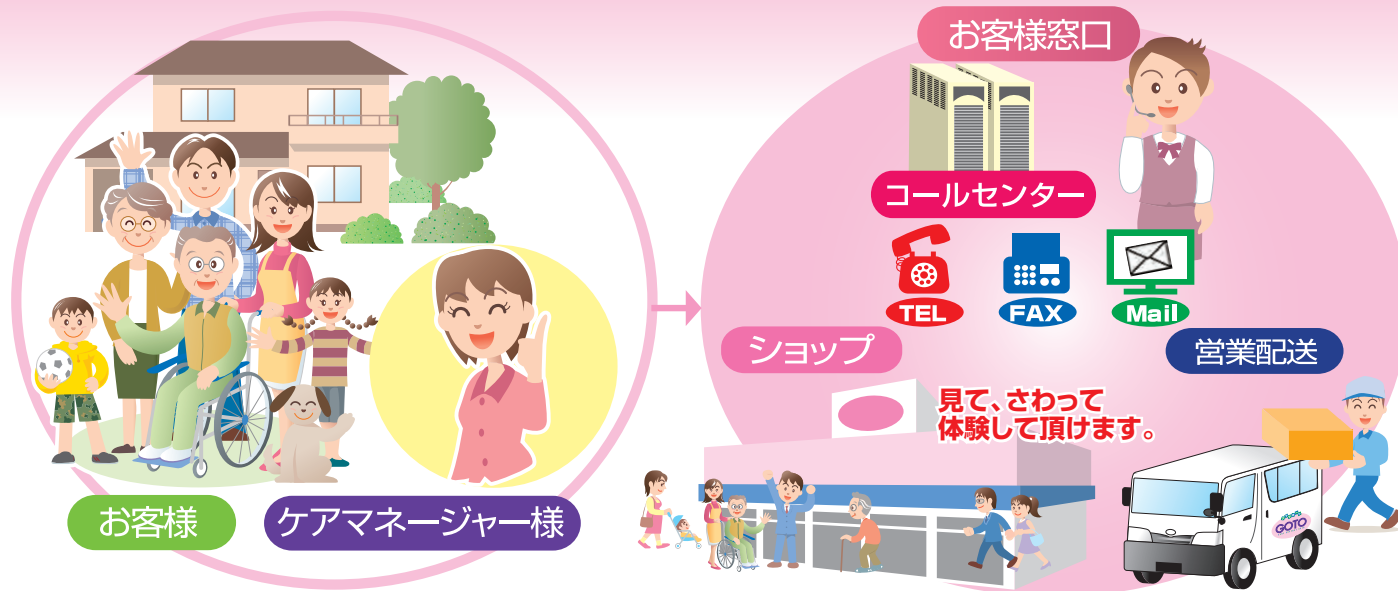 お客様
ケアマネージャー様
お客様窓口
コールセンター
TEL
FAX
Mail
ショップ
営業配送
見て、さわって
体験して頂けます。
GOTO